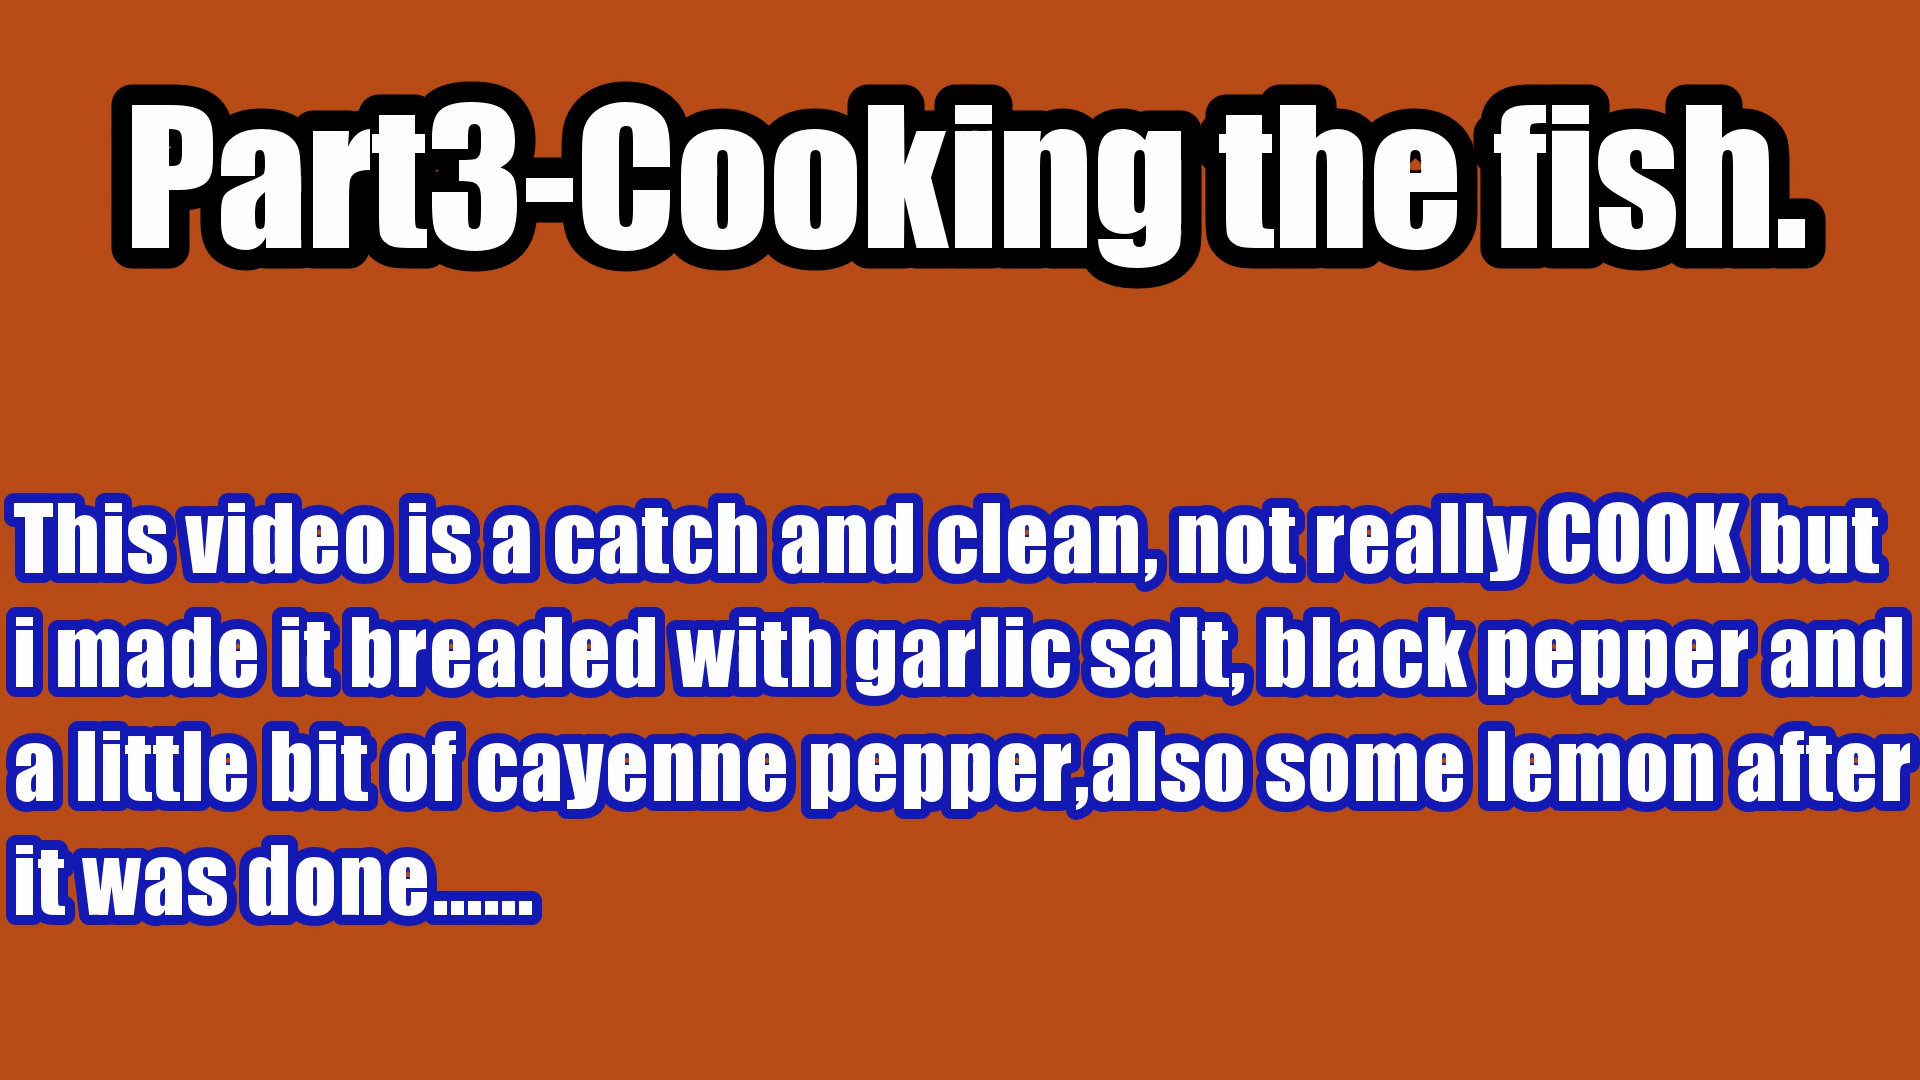 Part3-Cooking the fish.
This video is a catch and clean, not really COOK but
i made it breaded with garlic salt, black pepper and
a little bit of cayenne pepper,also some lemon after
it was done......